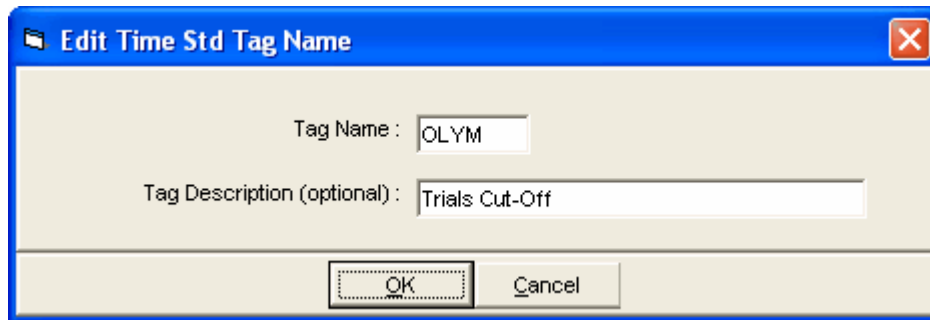 Edit Time Std Tag Name
Tag Name : OLYM
Tag Description (optional) : Trials Cut-Off
OK Cancel